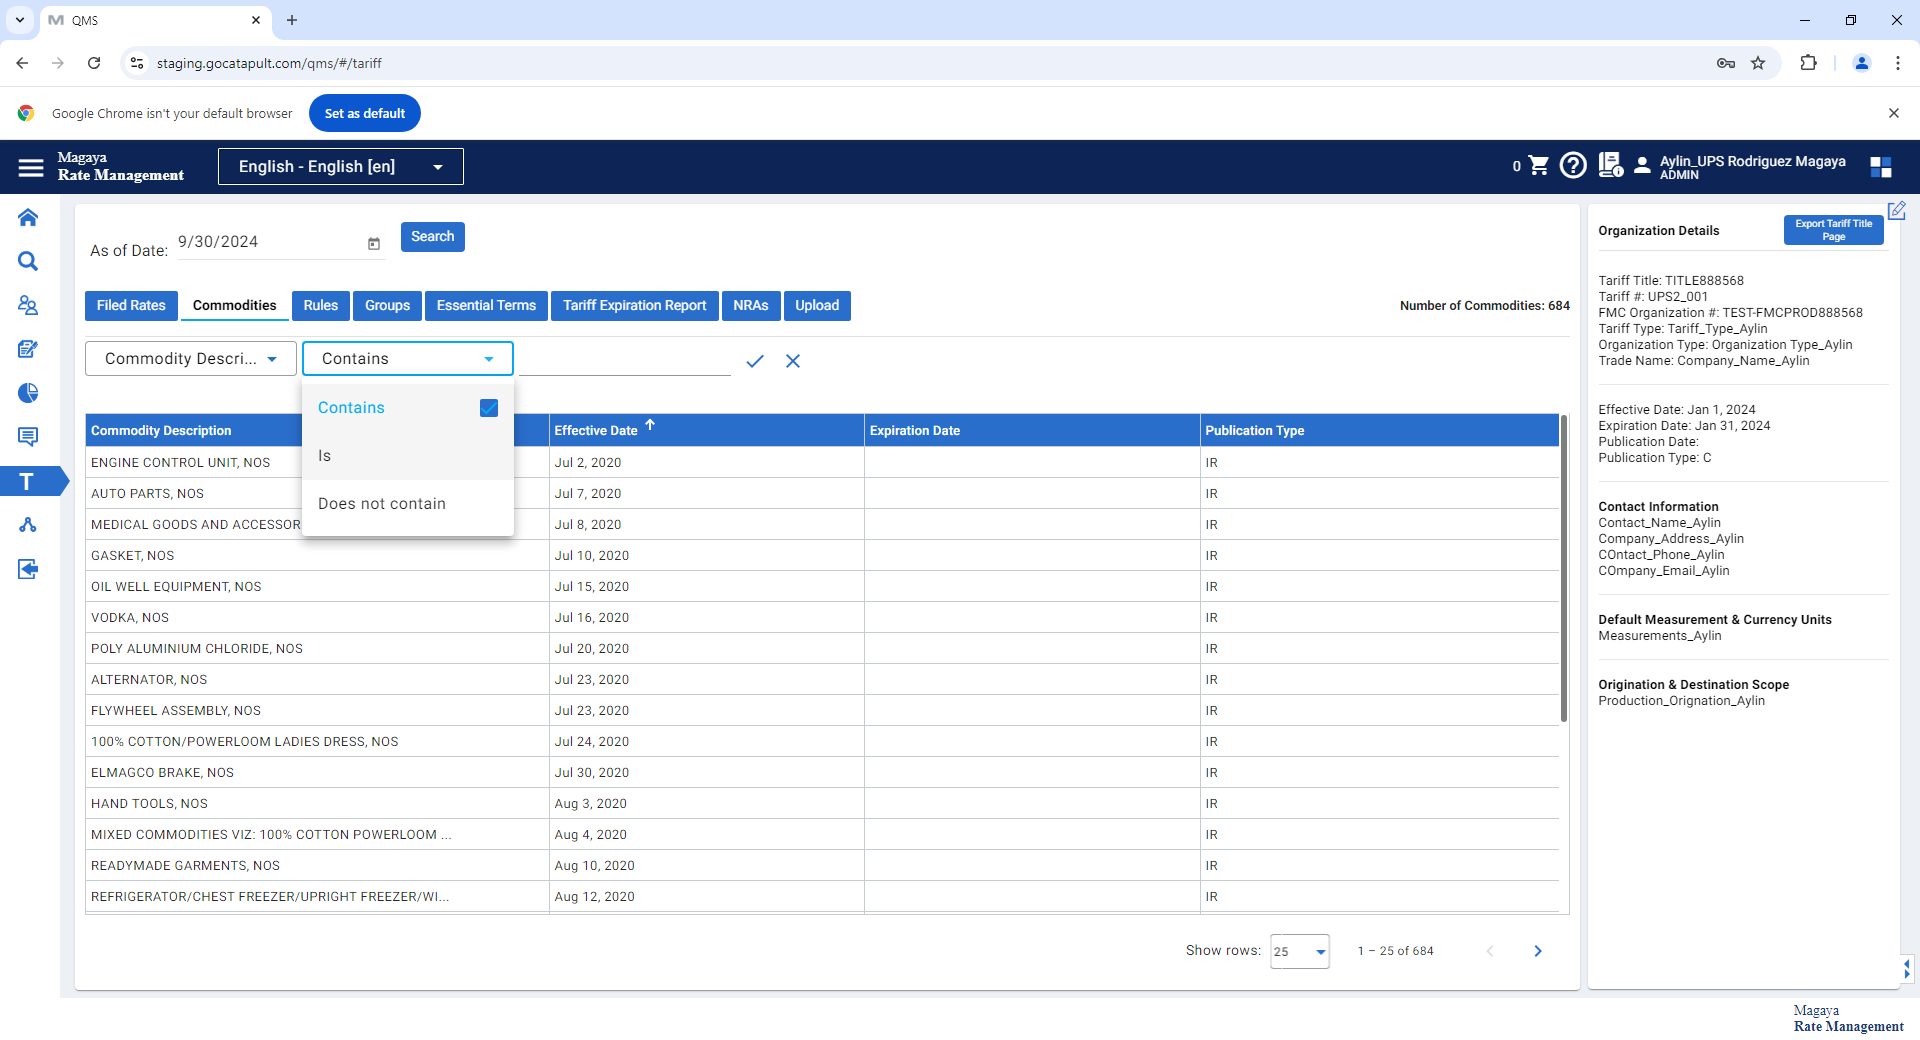 QMS
staging.gocatapult.com/qms/#/tariff
Google Chrome isn't your default browser
Set as default
Magaya
Rate Management
English - English [en]
0
Aylin_UPS Rodriguez Magaya
ADMIN
As of Date:
9/30/2024
Search
Filed Rates
Commodities
Rules
Groups
Essential Terms
Tariff Expiration Report
NRAs
Upload
Number of Commodities: 684
Commodity Descri...
Contains
Contains
Is
Does not contain
Commodity Description
Effective Date
Expiration Date
Publication Type
ENGINE CONTROL UNIT, NOS
Jul 2, 2020
IR
AUTO PARTS, NOS
Jul 7, 2020
IR
MEDICAL GOODS AND ACCESSOR
Jul 8, 2020
IR
GASKET, NOS
Jul 10, 2020
IR
OIL WELL EQUIPMENT, NOS
Jul 15, 2020
IR
VODKA, NOS
Jul 16, 2020
IR
POLY ALUMINIUM CHLORIDE, NOS
Jul 20, 2020
IR
ALTERNATOR, NOS
Jul 23, 2020
IR
FLYWHEEL ASSEMBLY, NOS
Jul 23, 2020
IR
100% COTTON/POWERLOOM LADIES DRESS, NOS
Jul 24, 2020
IR
ELMAGCO BRAKE, NOS
Jul 30, 2020
IR
HAND TOOLS, NOS
Aug 3, 2020
IR
MIXED COMMODITIES VIZ: 100% COTTON POWERLOOM ...
Aug 4, 2020
IR
READYMADE GARMENTS, NOS
Aug 10, 2020
IR
REFRIGERATOR/CHEST FREEZER/UPRIGHT FREEZER/WI...
Aug 12, 2020
IR
Show rows:
25
1 – 25 of 684
Organization Details
Export Tariff Title
Page
Tariff Title: TITLE888568
Tariff #: UPS2_001
FMC Organization #: TEST-FMCPROD888568
Tariff Type: Tariff_Type_Aylin
Organization Type: Organization Type_Aylin
Trade Name: Company_Name_Aylin
Effective Date: Jan 1, 2024
Expiration Date: Jan 31, 2024
Publication Date:
Publication Type: C
Contact Information
Contact_Name_Aylin
Company_Address_Aylin
COntact_Phone_Aylin
COmpany_Email_Aylin
Default Measurement & Currency Units
Measurements_Aylin
Origination & Destination Scope
Production_Orignation_Aylin
Magaya
Rate Management